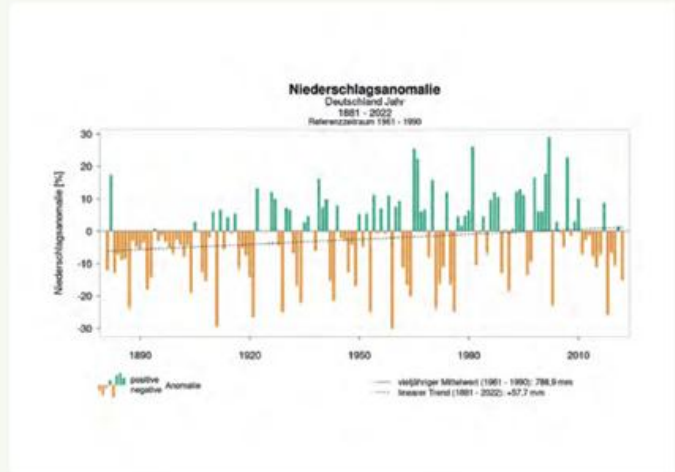 Niederschlagsanomalie
Deutschland Jahr
1881 - 2022
Referenzzeitraum 1961 - 1990
Niederschlagsanomalie [%]
30
20
10
0
-10
-20
-30
1890
1920
1950
1980
2010
positive
negative
Anomalie
vieljähriger Mittelwert (1961 - 1990): 788,9 mm
linearer Trend (1881 - 2022): +57,7 mm